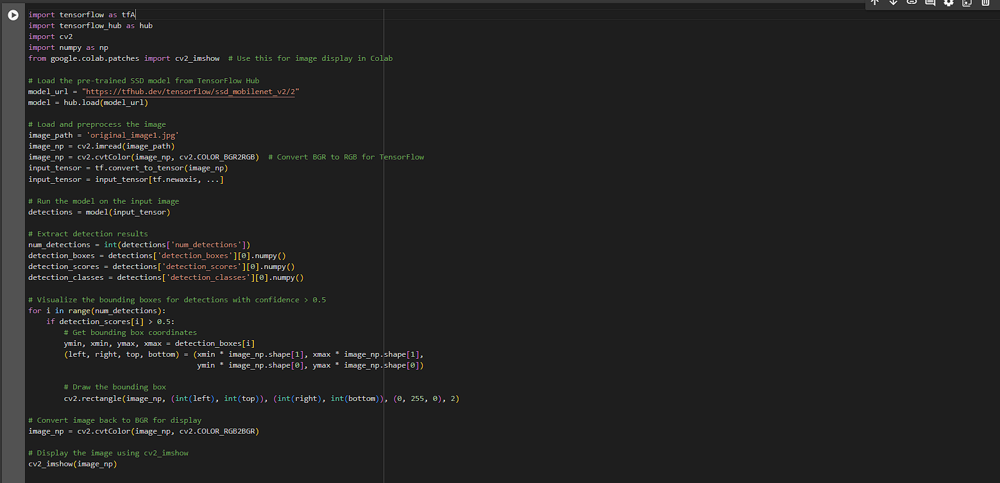 import tensorflow as tfA
import tensorflow_hub as hub
import cv2
import numpy as np
from google.colab.patches import cv2_imshow  # Use this for image display in Colab

# Load the pre-trained SSD model from TensorFlow Hub
model_url = "https://tfhub.dev/tensorflow/ssd_mobilenet_v2/2"
model = hub.load(model_url)

# Load and preprocess the image
image_path = 'original_image1.jpg'
image_np = cv2.imread(image_path)
image_np = cv2.cvtColor(image_np, cv2.COLOR_BGR2RGB)  # Convert BGR to RGB for TensorFlow
input_tensor = tf.convert_to_tensor(image_np)
input_tensor = input_tensor[tf.newaxis, ...]

# Run the model on the input image
detections = model(input_tensor)

# Extract detection results
num_detections = int(detections['num_detections'])
detection_boxes = detections['detection_boxes'][0].numpy()
detection_scores = detections['detection_scores'][0].numpy()
detection_classes = detections['detection_classes'][0].numpy()

# Visualize the bounding boxes for detections with confidence > 0.5
for i in range(num_detections):
    if detection_scores[i] > 0.5:
        # Get bounding box coordinates
        ymin, xmin, ymax, xmax = detection_boxes[i]
        (left, right, top, bottom) = (xmin * image_np.shape[1], xmax * image_np.shape[1],
                                      ymin * image_np.shape[0], ymax * image_np.shape[0])

        # Draw the bounding box
        cv2.rectangle(image_np, (int(left), int(top)), (int(right), int(bottom)), (0, 255, 0), 2)

# Convert image back to BGR for display
image_np = cv2.cvtColor(image_np, cv2.COLOR_RGB2BGR)

# Display the image using cv2_imshow
cv2_imshow(image_np)